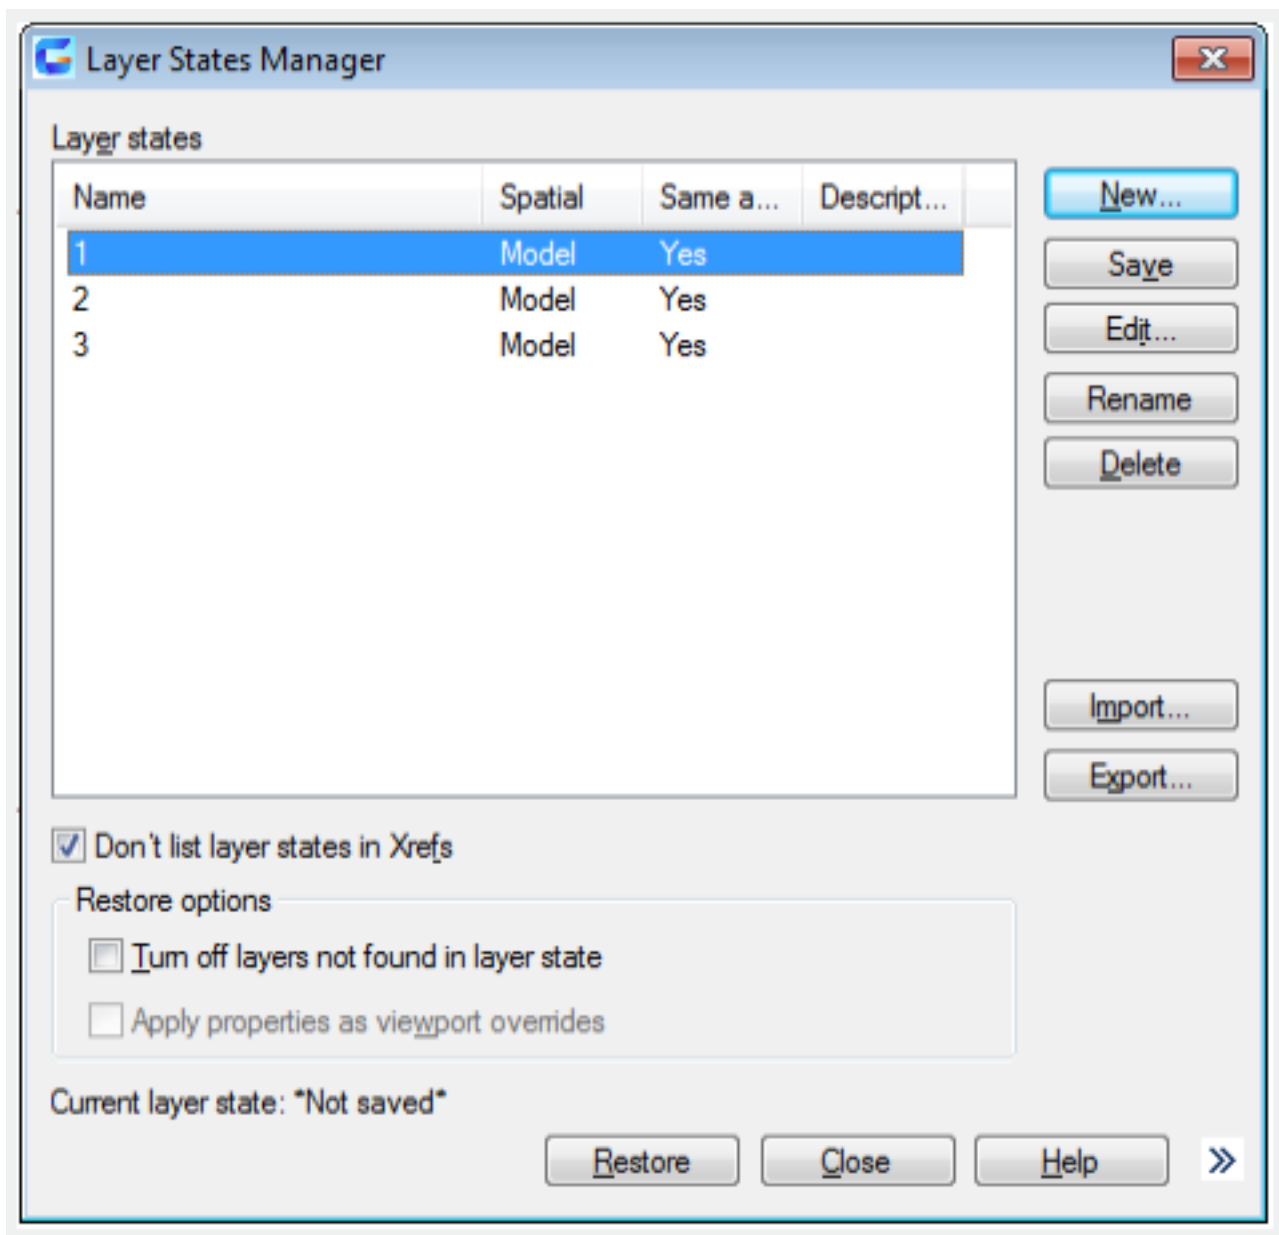 Layer States Manager
Layer states
Name Spatial Same a... Descript...
New...
1 Model Yes
Save
2 Model Yes
Edit...
3 Model Yes
Rename
Delete
Import...
Export...
Don't list layer states in Xrefs
Restore options
Turn off layers not found in layer state
Apply properties as viewport overrides
Current layer state: *Not saved*
Restore Close Help